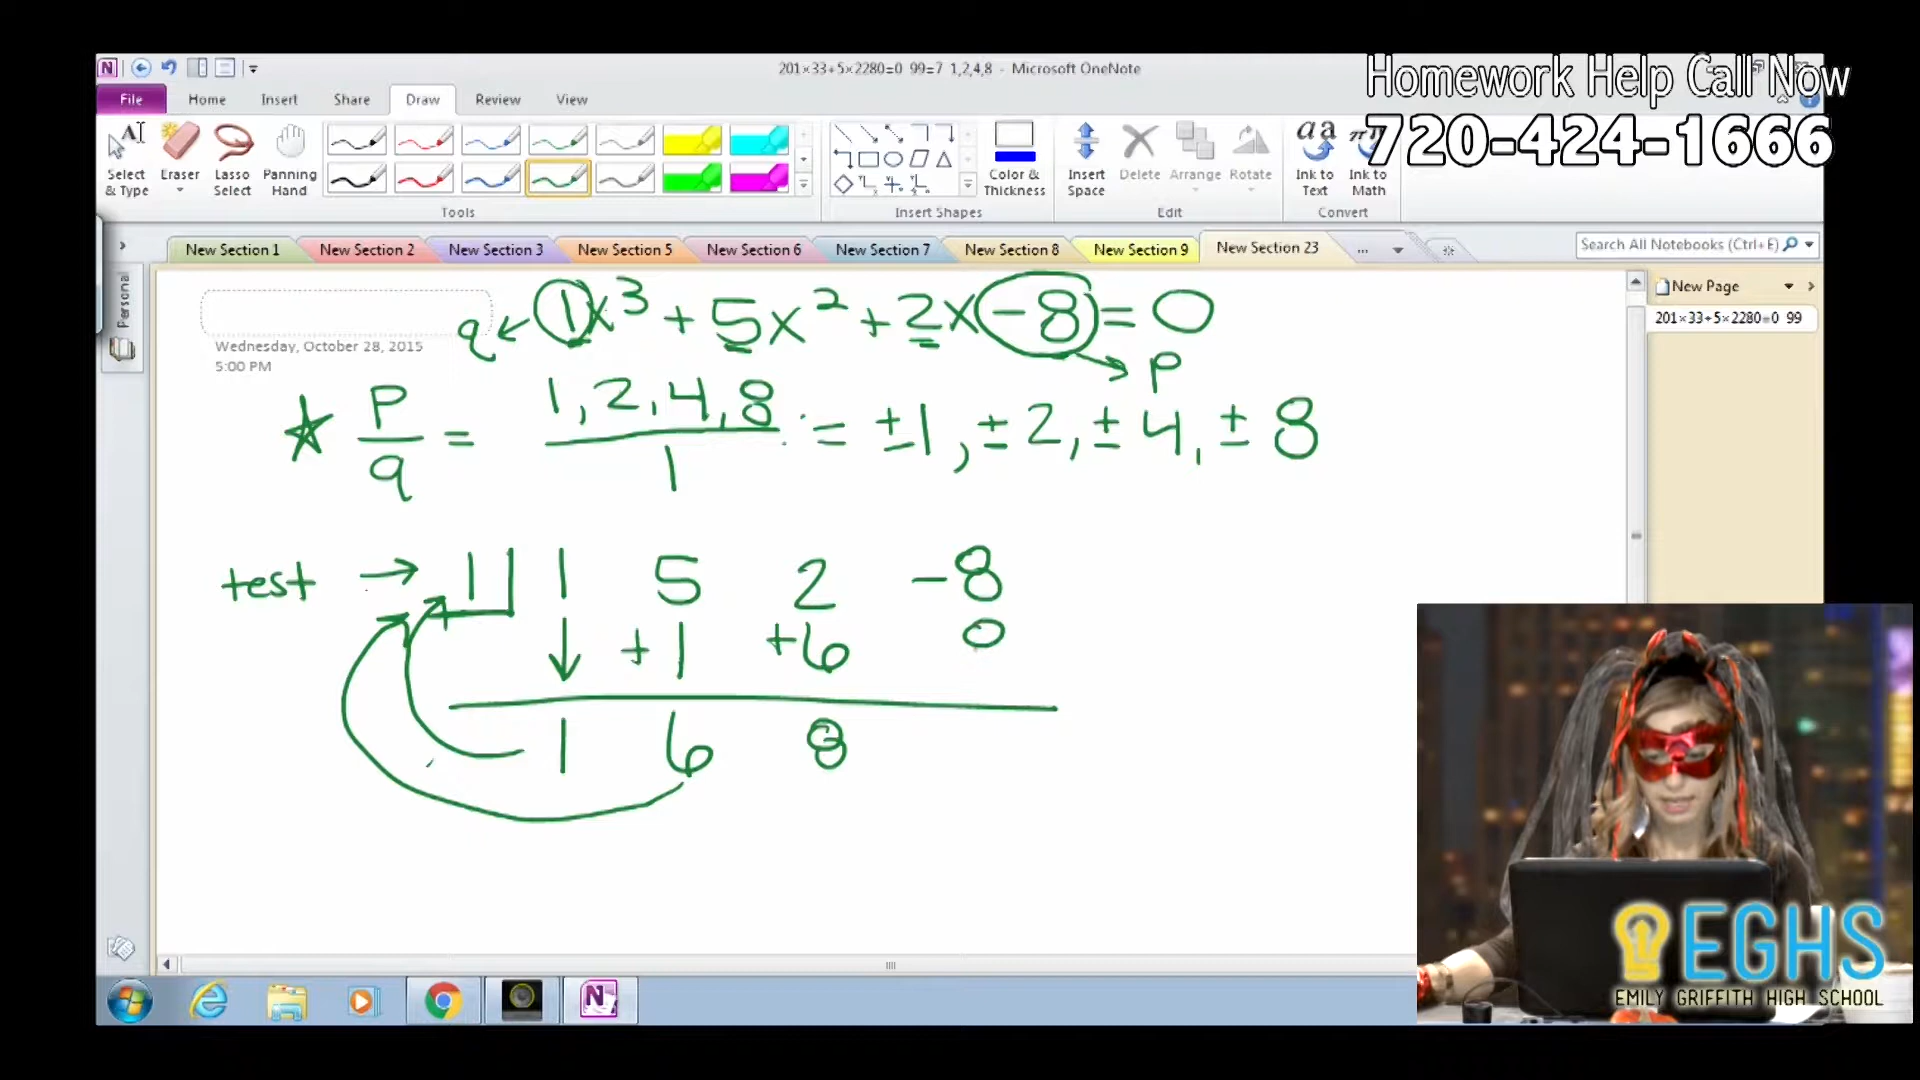 201×33+5×2280=0 99=7 1,2,4,8 - Microsoft OneNote
Homework Help Call Now
720-424-1666
File Home Insert Share Draw Review View
Select & Type
Eraser
Lasso Select
Panning Hand
Color & Thickness
Insert Space
Delete
Arrange
Rotate
Ink to Text
Ink to Math
Tools
Insert Shapes
Edit
Convert
New Section 1 New Section 2 New Section 3 New Section 5 New Section 6 New Section 7 New Section 8 New Section 9 New Section 23 ...
Search All Notebooks (Ctrl+E)
Personal
New Page
201×33+5×2280=0 99
Wednesday, October 28, 2015
5:00 PM
q ← 1x³ + 5x² + 2x - 8 = 0
→ p
p/q = 1, 2, 4, 8 / 1 = ±1, ±2, ±4, ±8
test → 1 1 5 2 -8
↓ +1 +6 0
1 6 8
EGHS
EMILY GRIFFITH HIGH SCHOOL